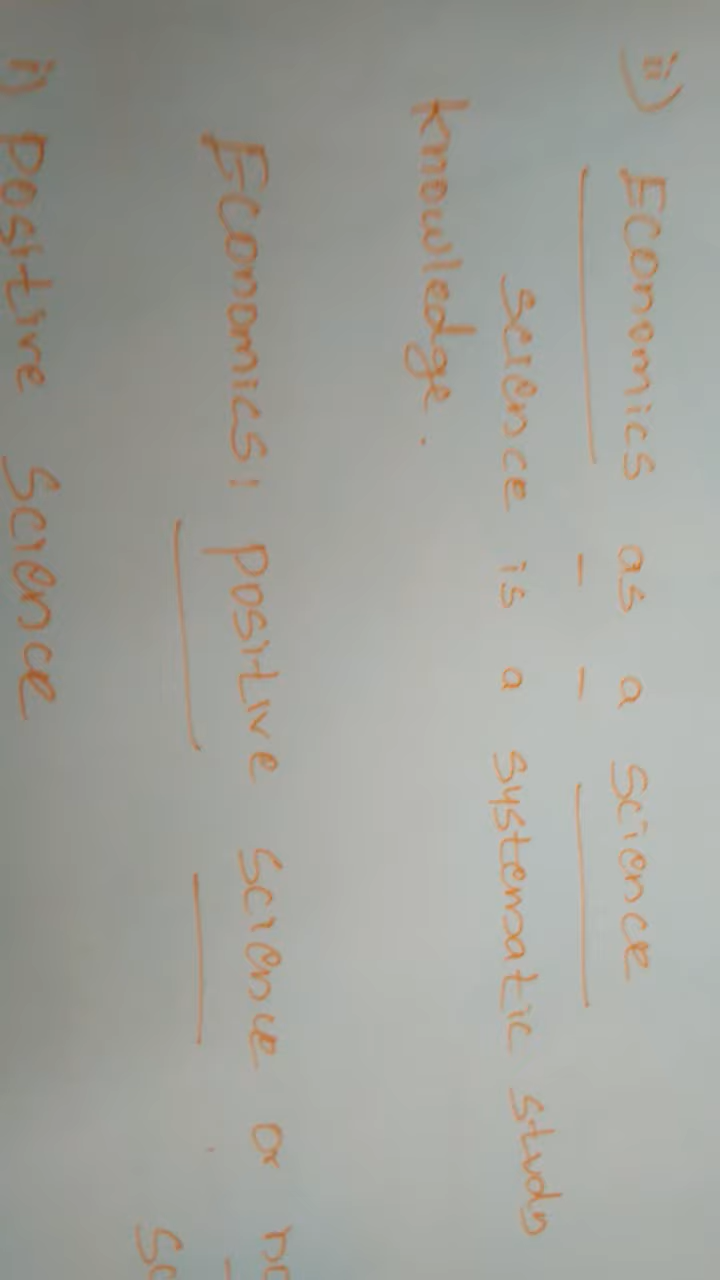 ii) Economics as a science
science is a systematic study
knowledge.
Economics: positive science or
i) Positive Science